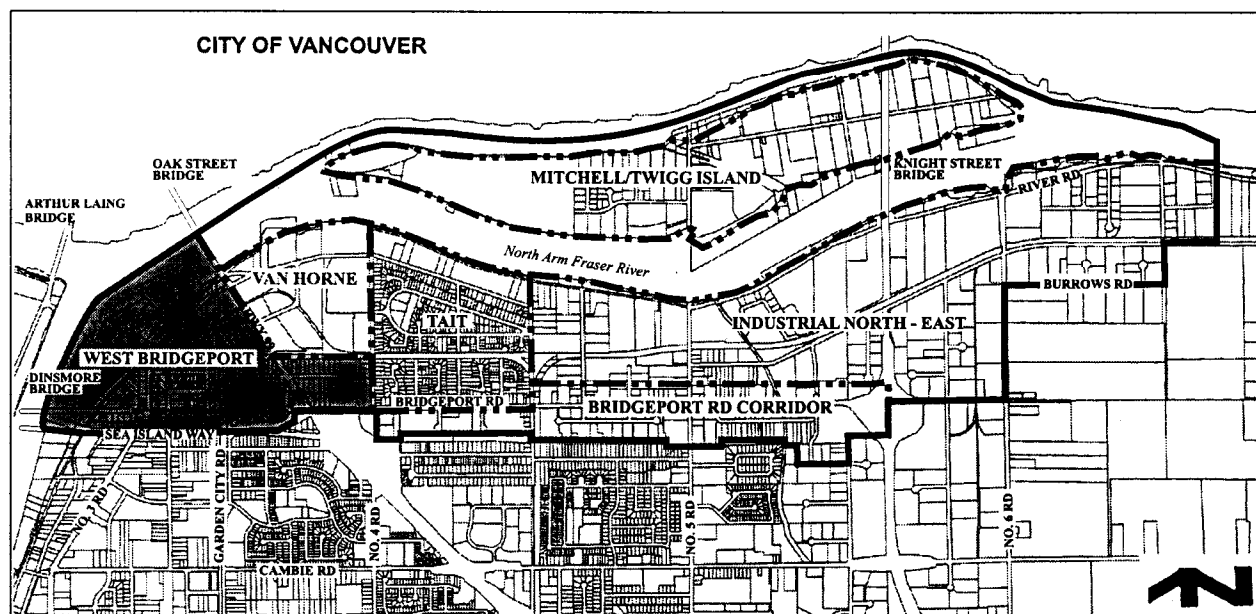 CITY OF VANCOUVER
OAK STREET
BRIDGE
ARTHUR LAING
BRIDGE
MITCHELL/TWIGG ISLAND
KNIGHT STREET
BRIDGE
RIVER RD
North Arm Fraser River
VAN HORNE
TAIT
BURROWS RD
INDUSTRIAL NORTH - EAST
WEST BRIDGEPORT
DINSMORE
BRIDGE
BRIDGEPORT RD
BRIDGEPORT RD CORRIDOR
SEA ISLAND WAY
NO. 3 RD
GARDEN CITY RD
NO. 4 RD
NO. 5 RD
NO. 6 RD
CAMBIE RD
N